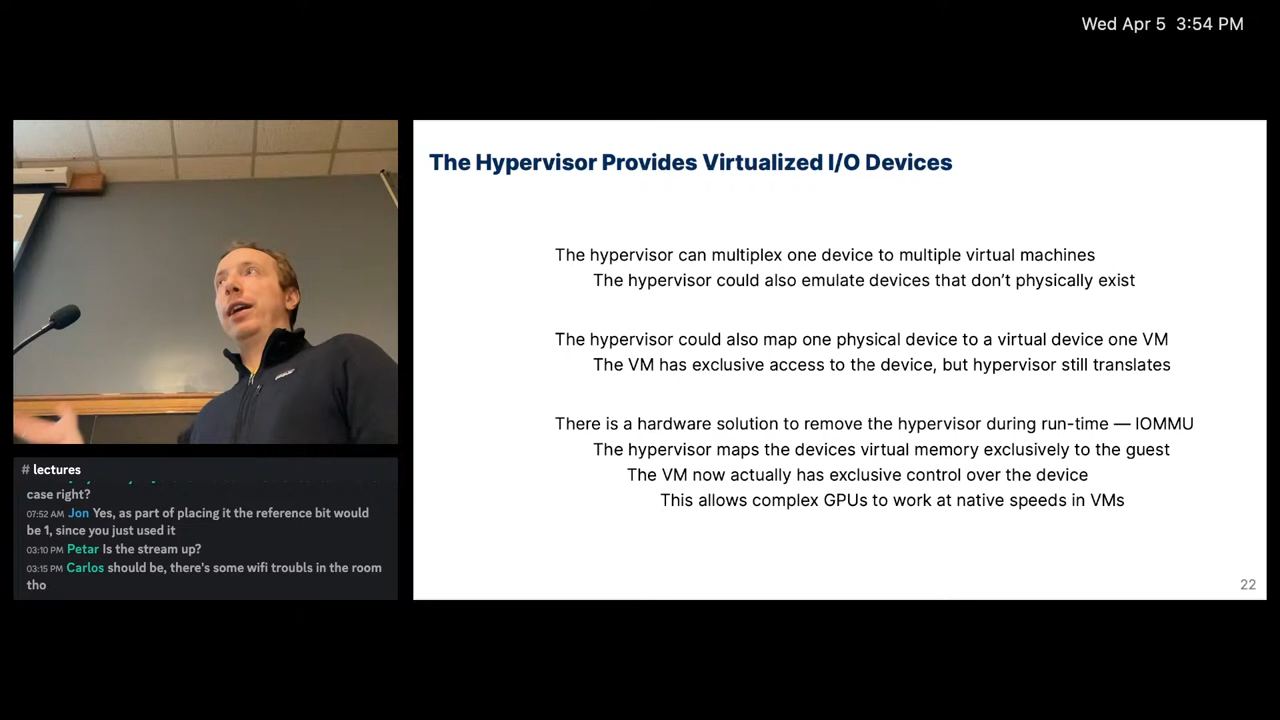 Wed Apr 5 3:54 PM
The Hypervisor Provides Virtualized I/O Devices
The hypervisor can multiplex one device to multiple virtual machines
The hypervisor could also emulate devices that don’t physically exist
The hypervisor could also map one physical device to a virtual device one VM
The VM has exclusive access to the device, but hypervisor still translates
There is a hardware solution to remove the hypervisor during run-time — IOMMU
The hypervisor maps the devices virtual memory exclusively to the guest
The VM now actually has exclusive control over the device
This allows complex GPUs to work at native speeds in VMs
22
# lectures
case right?
07:52 AM Jon Yes, as part of placing it the reference bit would
be 1, since you just used it
03:10 PM Petar Is the stream up?
03:15 PM Carlos should be, there's some wifi troubls in the room
tho